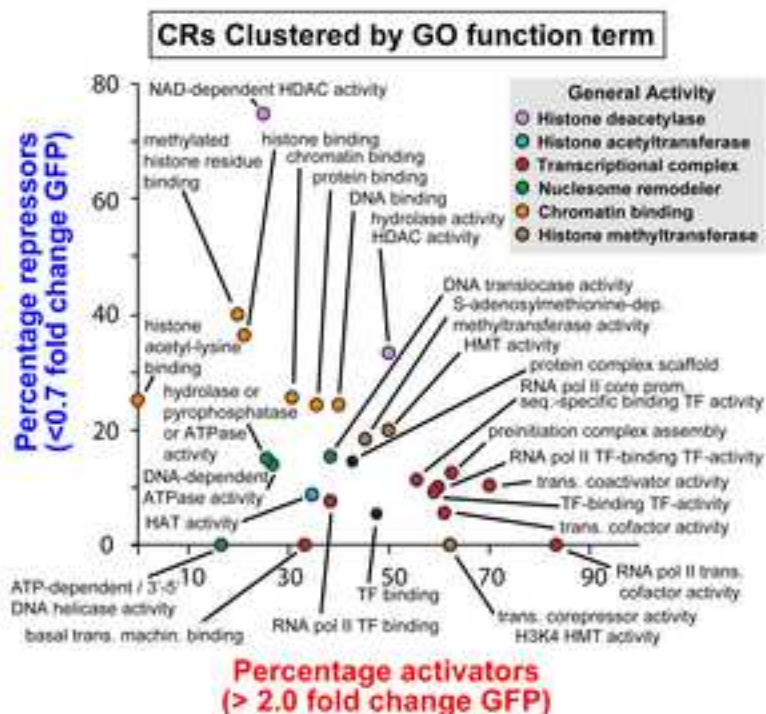 CRs Clustered by GO function term
80
60
40
20
0
10
30
50
70
90
Percentage repressors
(<0.7 fold change GFP)
Percentage activators
(> 2.0 fold change GFP)
General Activity
Histone deacetylase
Histone acetyltransferase
Transcriptional complex
Nuclesome remodeler
Chromatin binding
Histone methyltransferase
NAD-dependent HDAC activity
methylated
histone residue
binding
histone binding
chromatin binding
protein binding
DNA binding
hydrolase activity
HDAC activity
DNA translocase activity
S-adenosylmethionine-dep.
methyltransferase activity
HMT activity
protein complex scaffold
RNA pol II core prom.
seq.-specific binding TF activity
preinitiation complex assembly
RNA pol II TF-binding TF-activity
trans. coactivator activity
TF-binding TF-activity
trans. cofactor activity
histone
acetyl-lysine
binding
hydrolase or
pyrophosphatase
or ATPase
activity
DNA-dependent
ATPase activity
HAT activity
ATP-dependent / 3'-5'
DNA helicase activity
basal trans. machin. binding
RNA pol II TF binding
TF binding
trans. corepressor activity
H3K4 HMT activity
RNA pol II trans.
cofactor activity